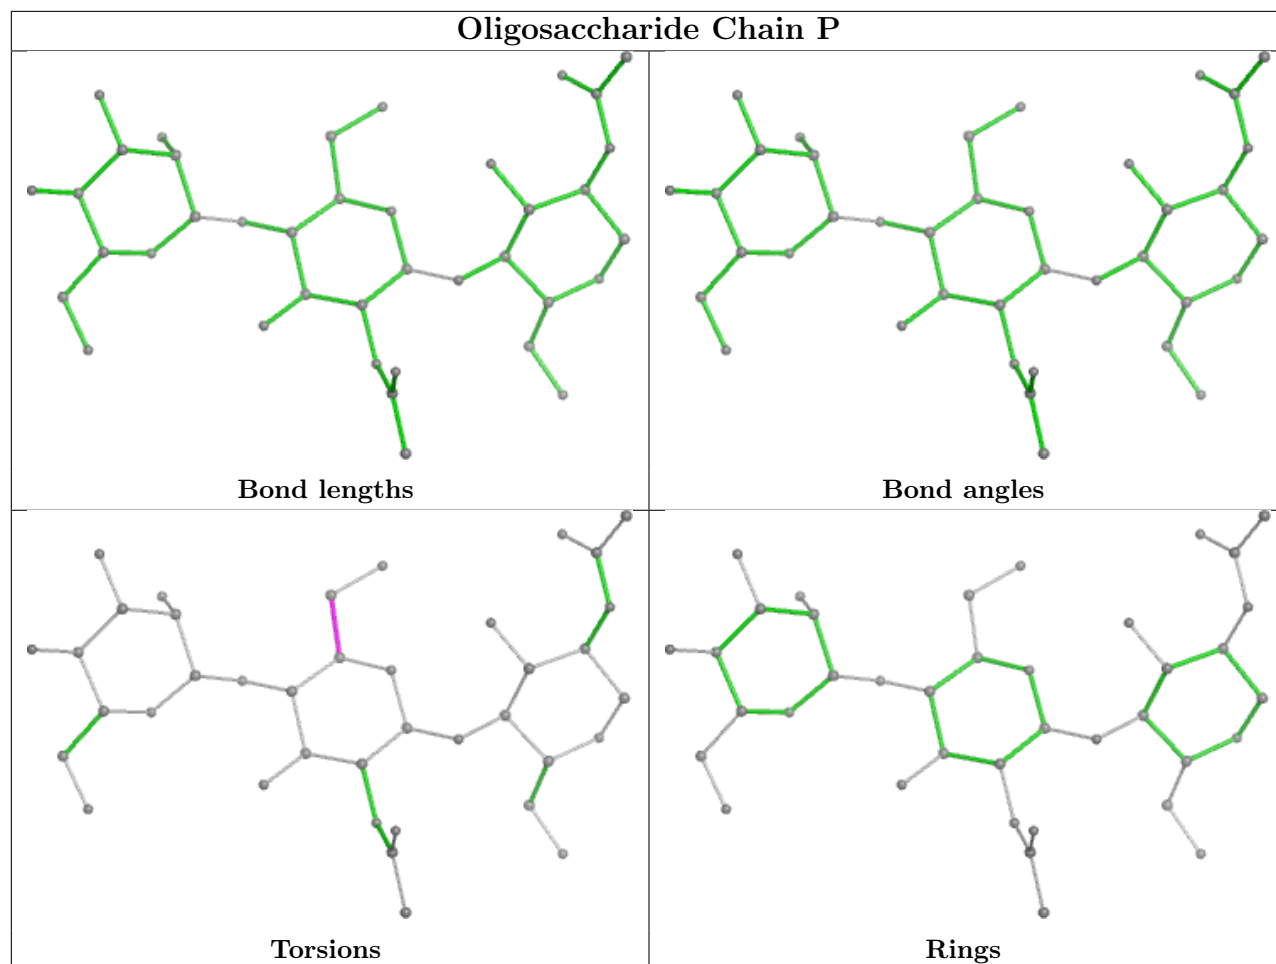 Oligosaccharide Chain P
Bond lengths
Bond angles
Torsions
Rings